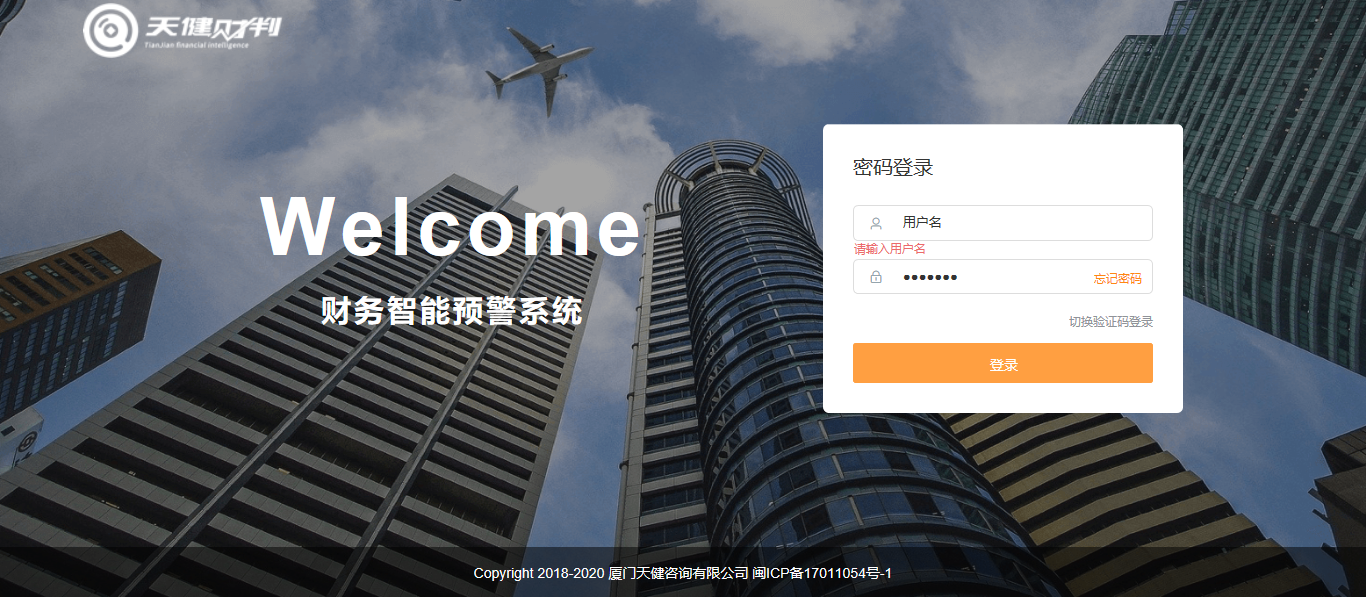 天健财判
TianJian financial intelligence
Welcome
财务智能预警系统
密码登录
用户名
请输入用户名
•••••••
忘记密码
切换验证码登录
登录
Copyright 2018-2020 厦门天健咨询有限公司 闽ICP备17011054号-1